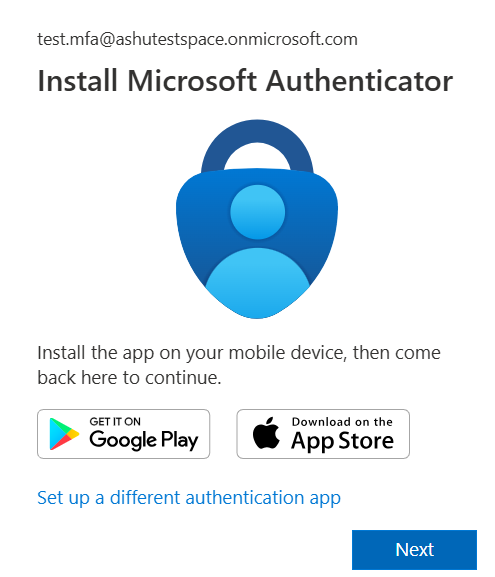 test.mfa@ashutestspace.onmicrosoft.com
Install Microsoft Authenticator
Install the app on your mobile device, then come
back here to continue.
GET IT ON
Google Play
Download on the
App Store
Set up a different authentication app
Next